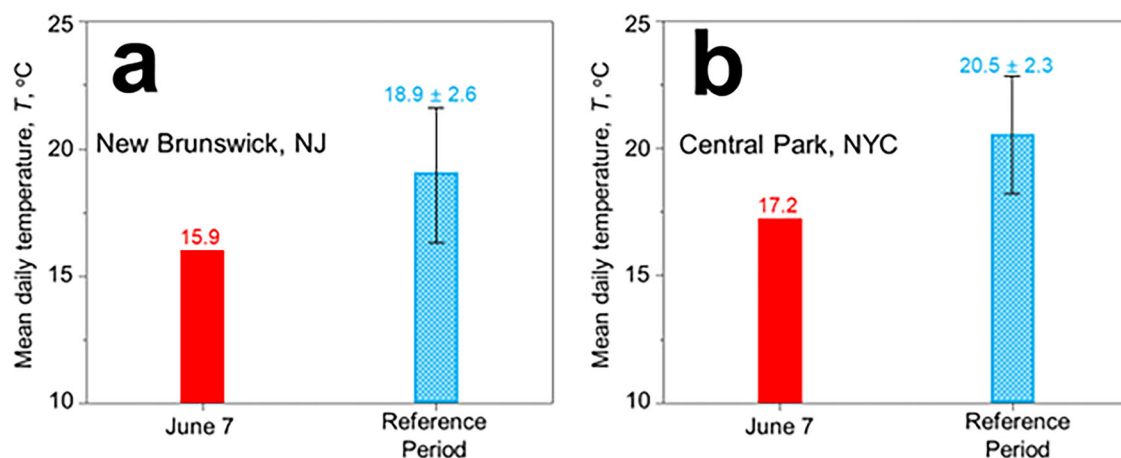 a
Mean daily temperature, T, °C
25
20
15
10
New Brunswick, NJ
15.9
18.9 ± 2.6
June 7
Reference
Period
b
Mean daily temperature, T, °C
25
20
15
10
Central Park, NYC
17.2
20.5 ± 2.3
June 7
Reference
Period